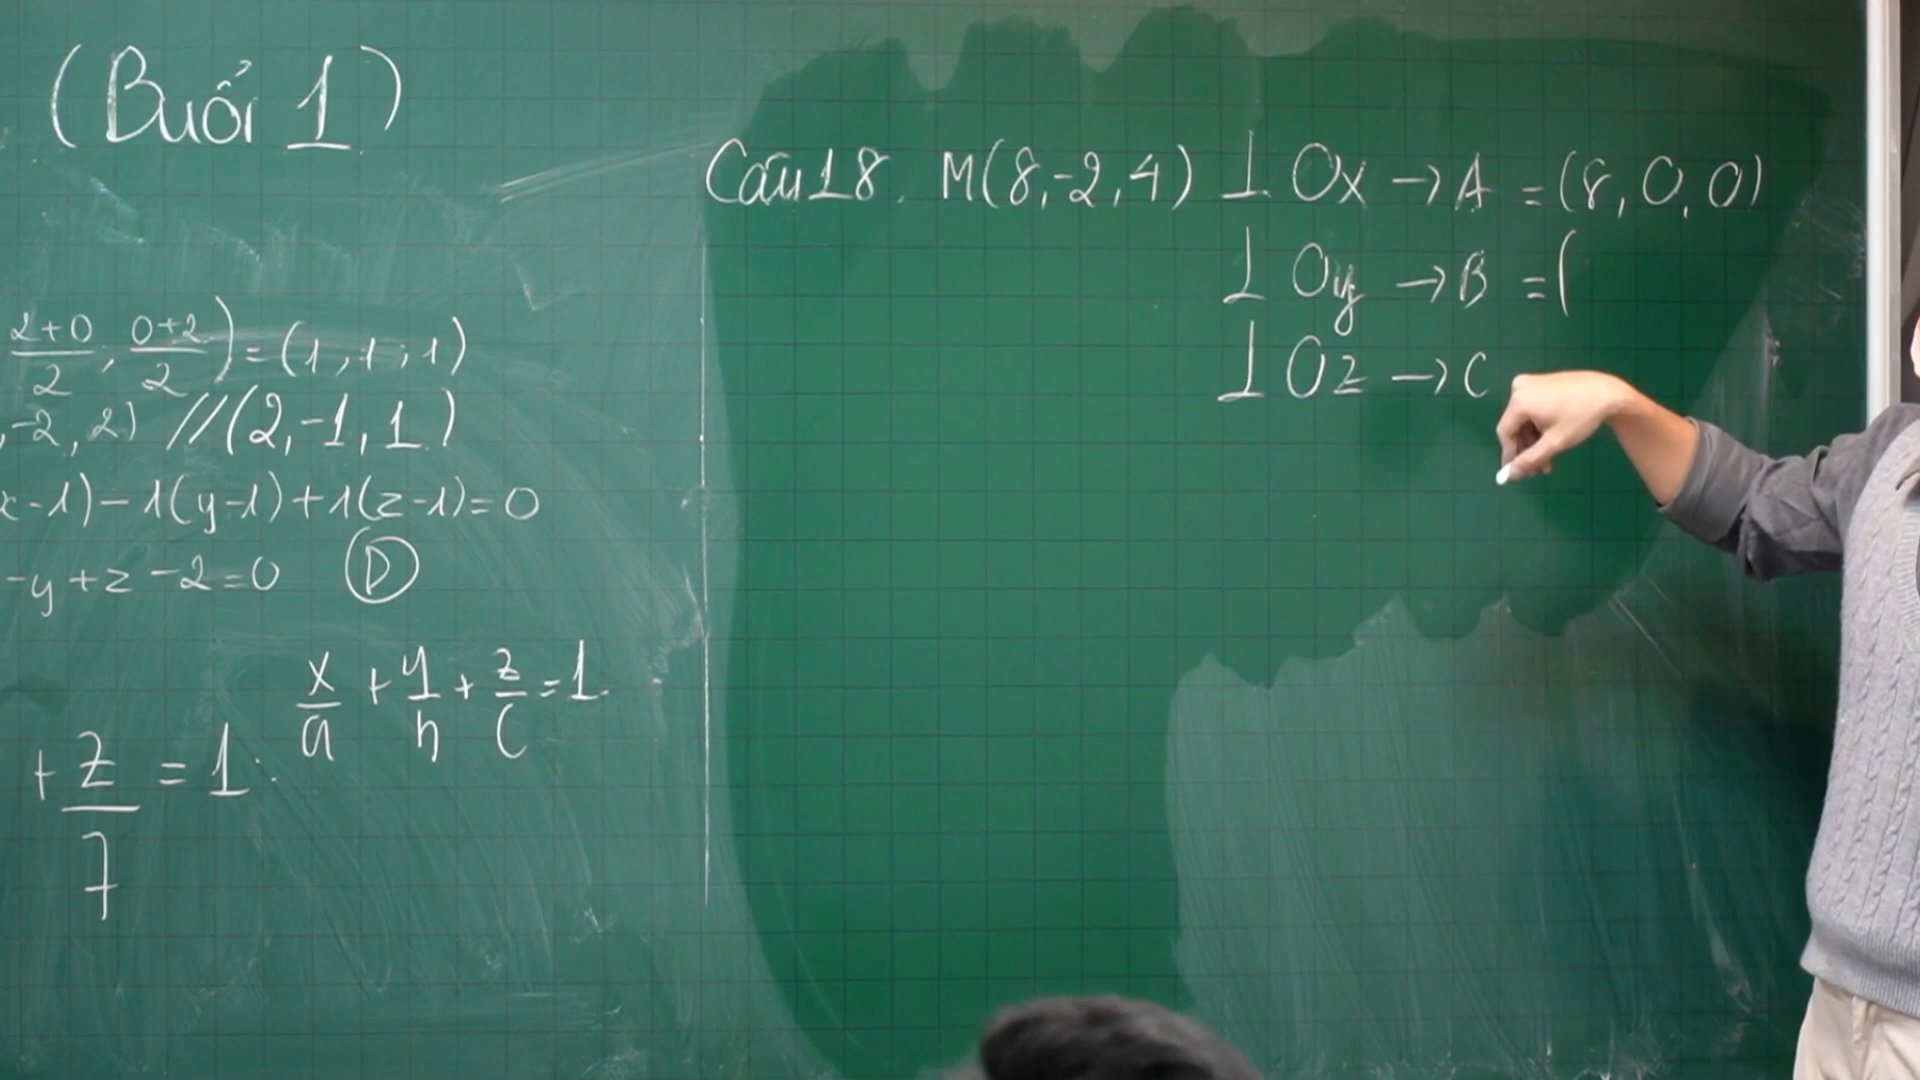 (Buổi 1)
2+0/2, 0+2/2) = (1, 1, 1)
,-2, 2) // (2, -1, 1)
x-1) - 1(y-1) + 1(z-1) = 0
-y + z - 2 = 0 D
x/a + y/b + z/c = 1.
+ z/7 = 1.
Câu 18. M(8,-2,4) ⊥ Ox → A = (8, 0, 0)
⊥ Oy → B = (
⊥ Oz → C